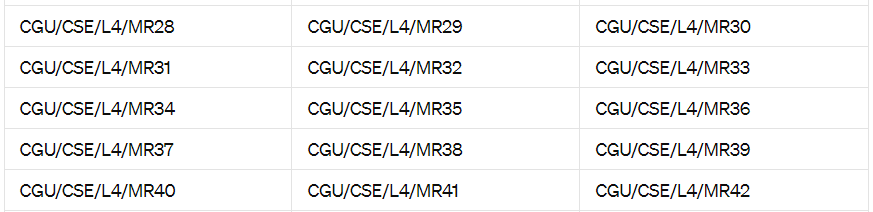 CGU/CSE/L4/MR28 CGU/CSE/L4/MR29 CGU/CSE/L4/MR30
CGU/CSE/L4/MR31 CGU/CSE/L4/MR32 CGU/CSE/L4/MR33
CGU/CSE/L4/MR34 CGU/CSE/L4/MR35 CGU/CSE/L4/MR36
CGU/CSE/L4/MR37 CGU/CSE/L4/MR38 CGU/CSE/L4/MR39
CGU/CSE/L4/MR40 CGU/CSE/L4/MR41 CGU/CSE/L4/MR42